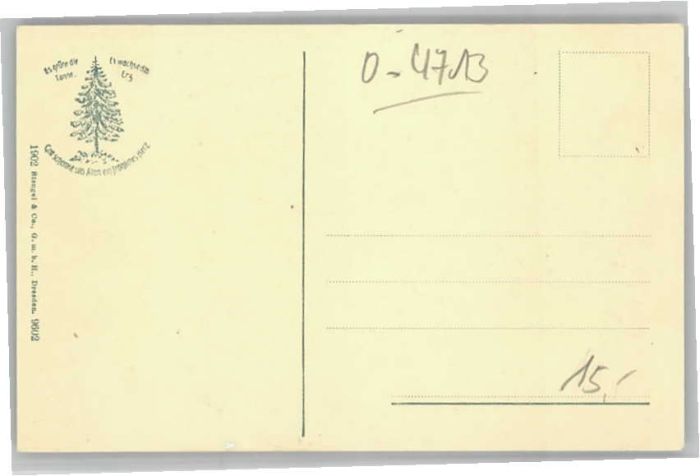 Es grüne die
Tanne.
Es wachse das
Erz
Gott schenke uns Allen ein fröhliches Herz
1902 Stengel & Co., G. m. b. H., Dresden. 9602
O-4713
15,-